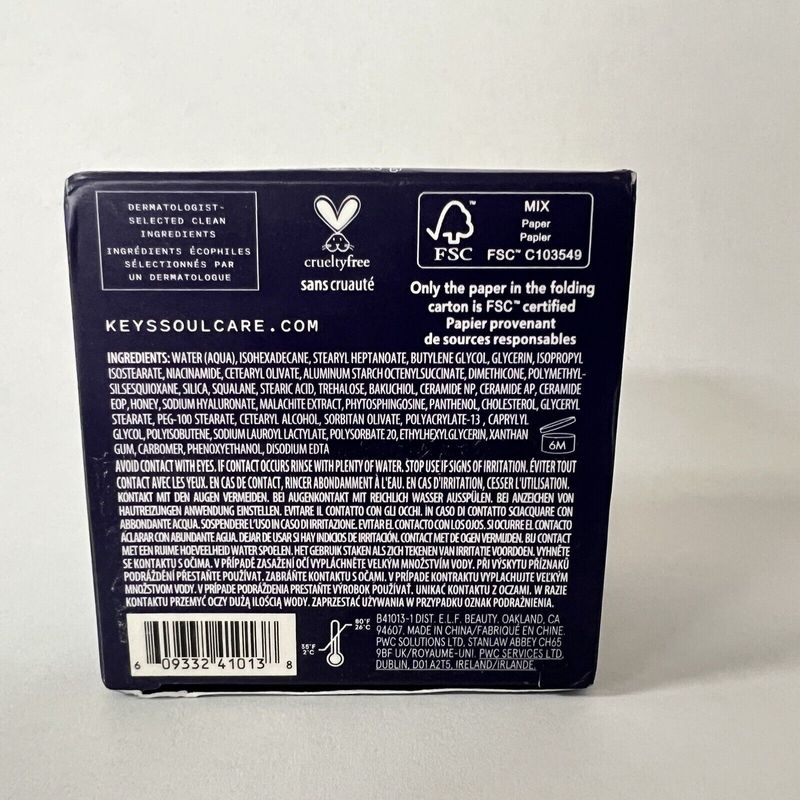 DERMATOLOGIST-
SELECTED CLEAN
INGREDIENTS
INGRÉDIENTS ÉCOPHILES
SÉLECTIONNÉS PAR
UN DERMATOLOGUE
crueltyfree
sans cruauté
FSC™
MIX
Paper
Papier
FSC™ C103549
Only the paper in the folding
carton is FSC™ certified
Papier provenant
de sources responsables
KEYSSOULCARE.COM
INGREDIENTS: WATER (AQUA), ISOHEXADECANE, STEARYL HEPTANOATE, BUTYLENE GLYCOL, GLYCERIN, ISOPROPYL
ISOSTEARATE, NIACINAMIDE, CETEARYL OLIVATE, ALUMINUM STARCH OCTENYLSUCCINATE, DIMETHICONE, POLYMETHYL-
SILSESQUIOXANE, SILICA, SQUALANE, STEARIC ACID, TREHALOSE, BAKUCHIOL, CERAMIDE NP, CERAMIDE AP, CERAMIDE
EOP, HONEY, SODIUM HYALURONATE, MALACHITE EXTRACT, PHYTOSPHINGOSINE, PANTHENOL, CHOLESTEROL, GLYCERYL
STEARATE, PEG-100 STEARATE, CETEARYL ALCOHOL, SORBITAN OLIVATE, POLYACRYLATE-13 , CAPRYLYL
GLYCOL, POLYISOBUTENE, SODIUM LAUROYL LACTYLATE, POLYSORBATE 20, ETHYLHEXYLGLYCERIN, XANTHAN
GUM, CARBOMER, PHENOXYETHANOL, DISODIUM EDTA
6M
AVOID CONTACT WITH EYES. IF CONTACT OCCURS RINSE WITH PLENTY OF WATER. STOP USE IF SIGNS OF IRRITATION. ÉVITER TOUT
CONTACT AVEC LES YEUX. EN CAS DE CONTACT, RINCER ABONDAMMENT À L'EAU. EN CAS D'IRRITATION, CESSER L'UTILISATION.
KONTAKT MIT DEN AUGEN VERMEIDEN. BEI AUGENKONTAKT MIT REICHLICH WASSER AUSSPÜLEN. BEI ANZEICHEN VON
HAUTREIZUNGEN ANWENDUNG EINSTELLEN. EVITARE IL CONTATTO CON GLI OCCHI. IN CASO DI CONTATTO SCIACQUARE CON
ABBONDANTE ACQUA. SOSPENDERE L'USO IN CASO DI IRRITAZIONE. EVITAR EL CONTACTO CON LOS OJOS. SI OCURRE EL CONTACTO
ACLARAR CON ABUNDANTE AGUA. DEJAR DE USAR SI HAY INDICIOS DE IRRITACIÓN. CONTACT MET DE OGEN VERMIJDEN. BIJ CONTACT
MET EEN RUIME HOEVEELHEID WATER SPOELEN. HET GEBRUIK STAKEN ALS ZICH TEKENEN VAN IRRITATIE VOORDOEN. VYHNĚTE
SE KONTAKTU S OČIMA. V PŘÍPADĚ ZASAŽENÍ OČÍ VYPLÁCHNĚTE VELKÝM MNOŽSTVÍM VODY. PŘI VÝSKYTU PŘÍZNAKŮ
PODRÁŽDĚNÍ PŘESTAŇTE POUŽÍVAT. ZABRÁŇTE KONTAKTU S OČAMI. V PRÍPADE KONTRAKTU VYPLACHUJTE VEĽKÝM
MNOŽSTVOM VODY. V PRÍPADE PODRÁŽDENIA PRESTAŇTE VÝROBOK POUŽÍVAŤ. UNIKAĆ KONTAKTU Z OCZAMI. W RAZIE
KONTAKTU PRZEMYĆ OCZY DUŻĄ ILOŚCIĄ WODY. ZAPRZESTAĆ UŻYWANIA W PRZYPADKU OZNAK PODRAŻNIENIA.
6 09332 41013 8
80°F
26°C
35°F
2°C
B41013-1 DIST. E.L.F. BEAUTY. OAKLAND, CA
94607. MADE IN CHINA/FABRIQUÉ EN CHINE.
PWC SOLUTIONS LTD, STANLAW ABBEY CH65
9BF UK/ROYAUME-UNI. PWC SERVICES LTD.
DUBLIN, D01 A2T5, IRELAND/IRLANDE.